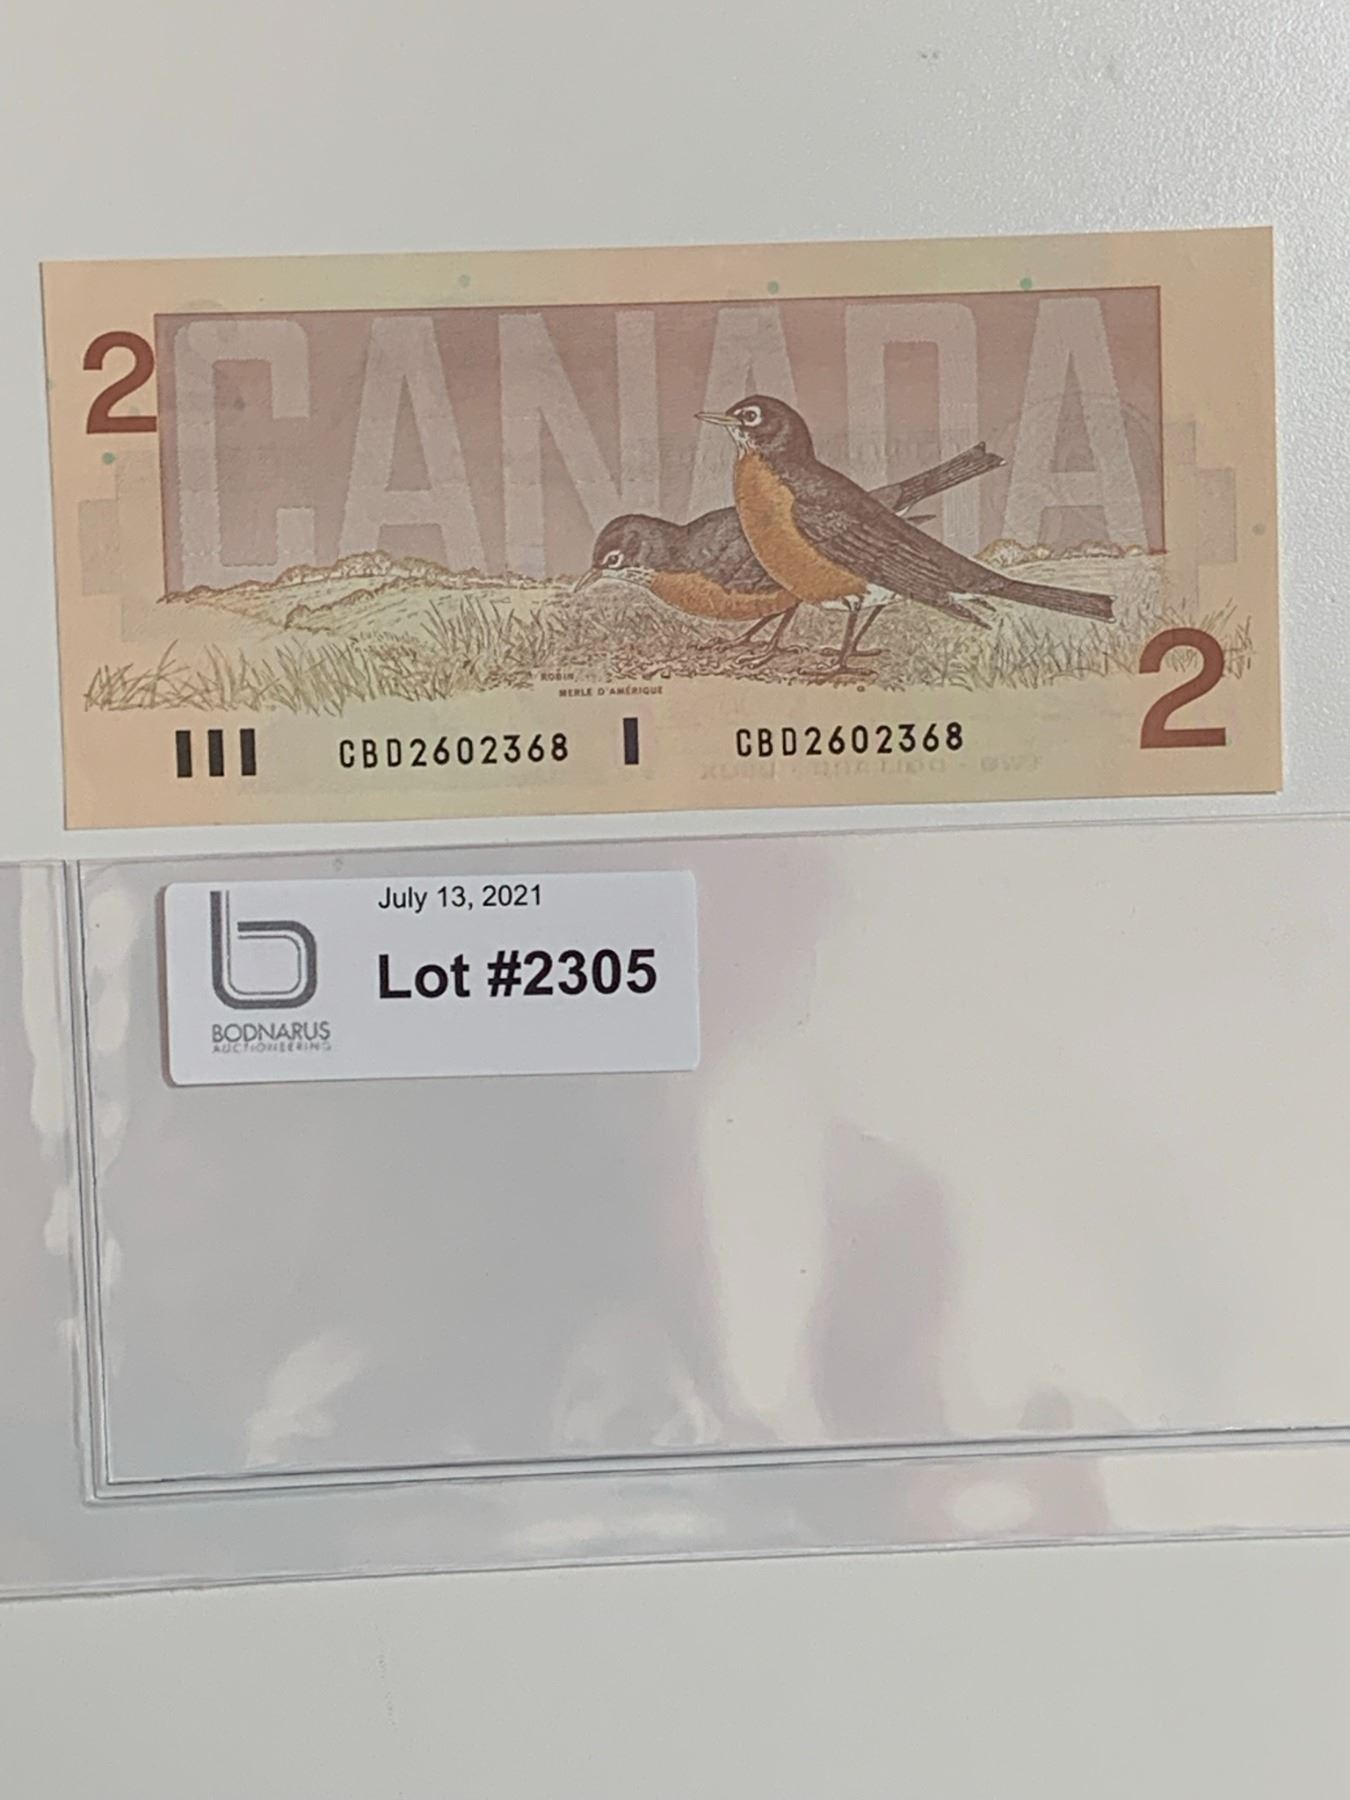 CANADA
2
ROBIN
MERLE D'AMÉRIQUE
CBD2602368 CBD2602368
2
July 13, 2021
Lot #2305
b
BODNARUS
AUCTIONEERING